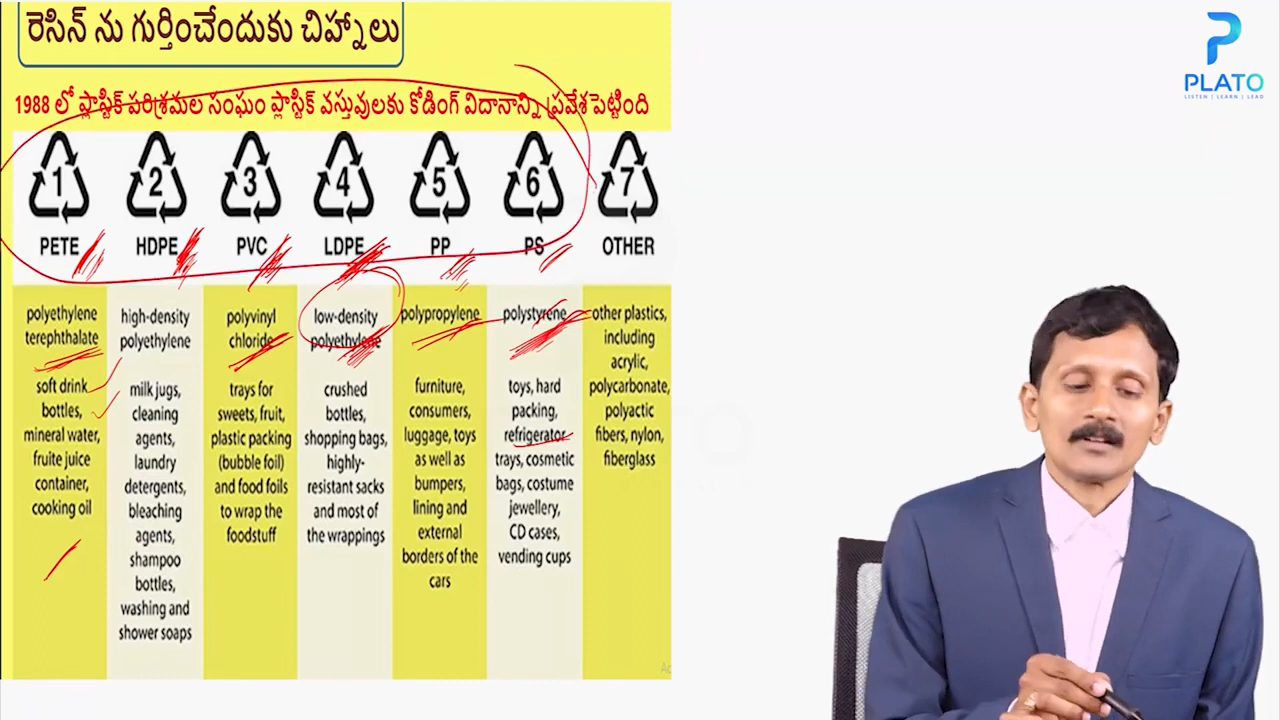 రెసిన్ ను గుర్తించేందుకు చిహ్నాలు
1988 లో ప్లాస్టిక్ పరిశ్రమల సంఘం ప్లాస్టిక్ వస్తువులకు కోడింగ్ విదానాన్ని ప్రవేశపెట్టింది
1 2 3 4 5 6 7
PETE HDPE PVC LDPE PP PS OTHER
polyethylene
terephthalate
soft drink
bottles,
mineral water,
fruite juice
container,
cooking oil
high-density
polyethylene
milk jugs,
cleaning
agents,
laundry
detergents,
bleaching
agents,
shampoo
bottles,
washing and
shower soaps
polyvinyl
chloride
trays for
sweets, fruit,
plastic packing
(bubble foil)
and food foils
to wrap the
foodstuff
low-density
polyethylene
crushed
bottles,
shopping bags,
highly-
resistant sacks
and most of
the wrappings
polypropylene
furniture,
consumers,
luggage, toys
as well as
bumpers,
lining and
external
borders of the
cars
polystyrene
toys, hard
packing,
refrigerator
trays, cosmetic
bags, costume
jewellery,
CD cases,
vending cups
other plastics,
including
acrylic,
polycarbonate,
polyactic
fibers, nylon,
fiberglass
PLATO
LISTEN | LEARN | LEAD